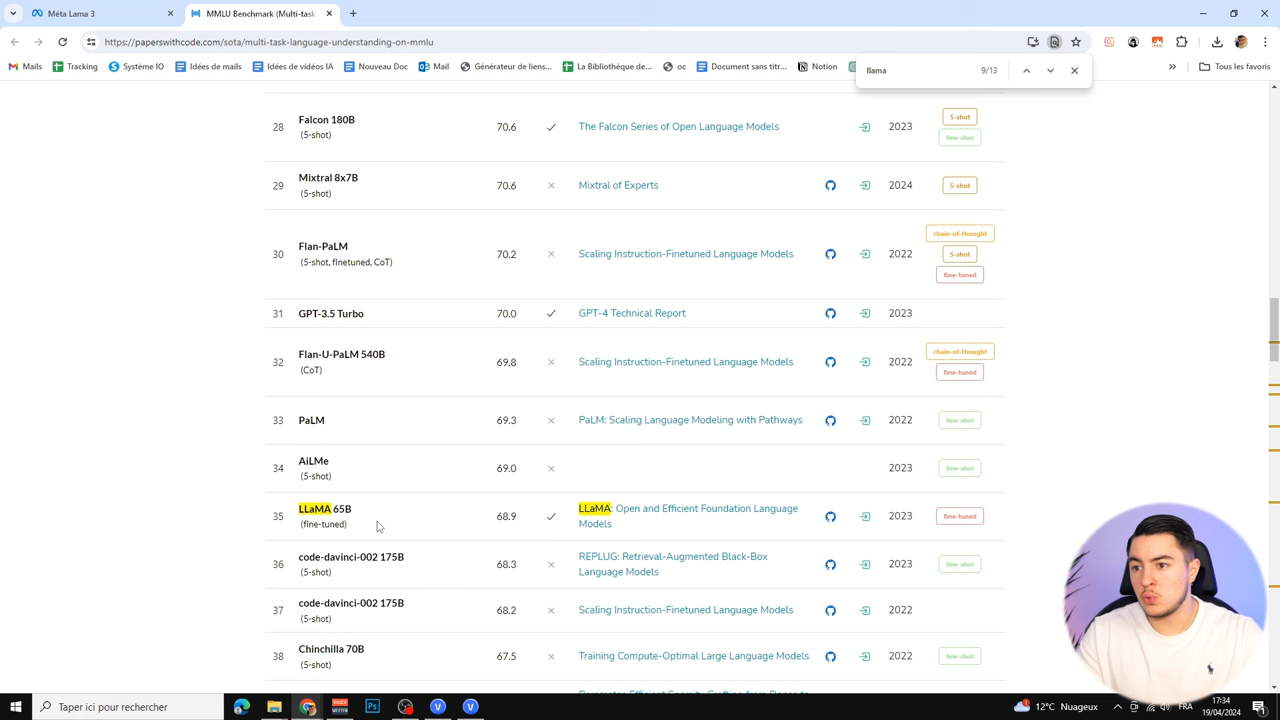 Méta Lama 3
MMLU Benchmark (Multi-task
https://paperswithcode.com/sota/multi-task-language-understanding-on-mmlu
Mails
Tracking
Système IO
Idées de mails
Idées de vidéos IA
Nouveau Doc
Mail
Générateur de liens...
La Bibliothèque de...
oc
Document sans titr...
Notion
Tous les favoris
llama
9/13
Falcon 180B
(5-shot)
70.6
The Falcon Series of Open Language Models
2023
5-shot
few-shot
Mixtral 8x7B
(5-shot)
70.6
Mixtral of Experts
2024
5-shot
Flan-PaLM
(5-shot, finetuned, CoT)
70.2
Scaling Instruction-Finetuned Language Models
2022
chain-of-thought
5-shot
fine-tuned
GPT-3.5 Turbo
70.0
GPT-4 Technical Report
2023
Flan-U-PaLM 540B
(CoT)
69.8
Scaling Instruction-Finetuned Language Models
2022
chain-of-thought
fine-tuned
PaLM
69.3
PaLM: Scaling Language Modeling with Pathways
2022
few-shot
AiLMe
(5-shot)
69.0
2023
few-shot
LLaMA 65B
(fine-tuned)
68.9
LLaMA: Open and Efficient Foundation Language
Models
2023
fine-tuned
code-davinci-002 175B
(5-shot)
68.3
REPLUG: Retrieval-Augmented Black-Box
Language Models
2023
few-shot
code-davinci-002 175B
(5-shot)
68.2
Scaling Instruction-Finetuned Language Models
2022
Chinchilla 70B
(5-shot)
67.5
Training Compute-Optimal Large Language Models
2022
few-shot
Taper ici pour rechercher
12°C Nuageux
FRA
17:34
19/04/2024